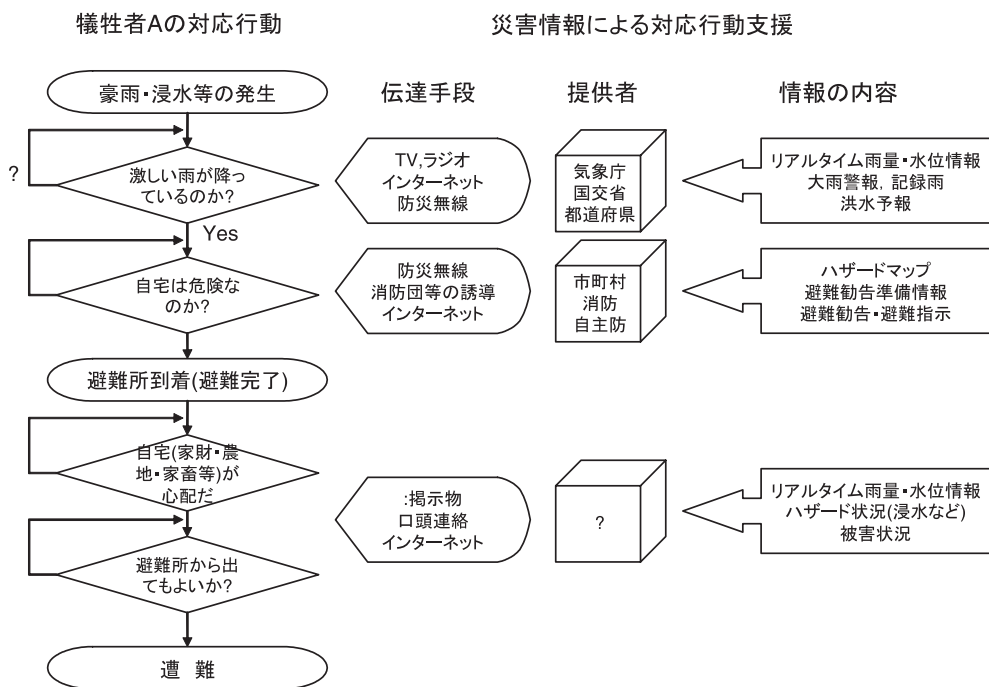 犠牲者Aの対応行動
災害情報による対応行動支援
豪雨・浸水等の発生
伝達手段
提供者
情報の内容
?
激しい雨が降っ
ているのか?
TV,ラジオ
インターネット
防災無線
気象庁
国交省
都道府県
リアルタイム雨量・水位情報
大雨警報, 記録雨
洪水予報
Yes
自宅は危険な
のか?
防災無線
消防団等の誘導
インターネット
市町村
消防
自主防
ハザードマップ
避難勧告準備情報
避難勧告・避難指示
避難所到着(避難完了)
自宅(家財・農
地・家畜等)が
心配だ
:掲示物
口頭連絡
インターネット
?
リアルタイム雨量・水位情報
ハザード状況(浸水など)
被害状況
避難所から出
てもよいか?
遭 難